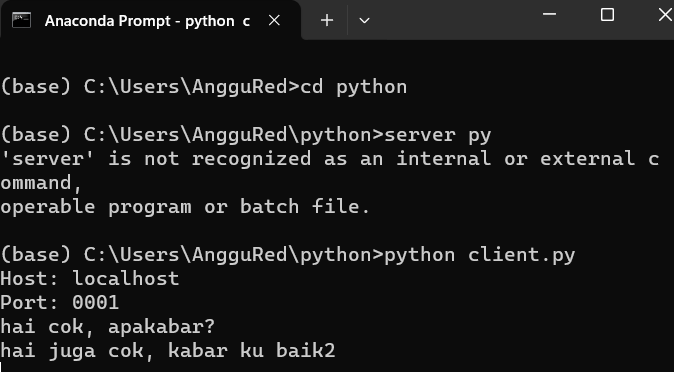 Anaconda Prompt - python c
(base) C:\Users\AngguRed>cd python
(base) C:\Users\AngguRed\python>server py
'server' is not recognized as an internal or external c
ommand,
operable program or batch file.
(base) C:\Users\AngguRed\python>python client.py
Host: localhost
Port: 0001
hai cok, apakabar?
hai juga cok, kabar ku baik2